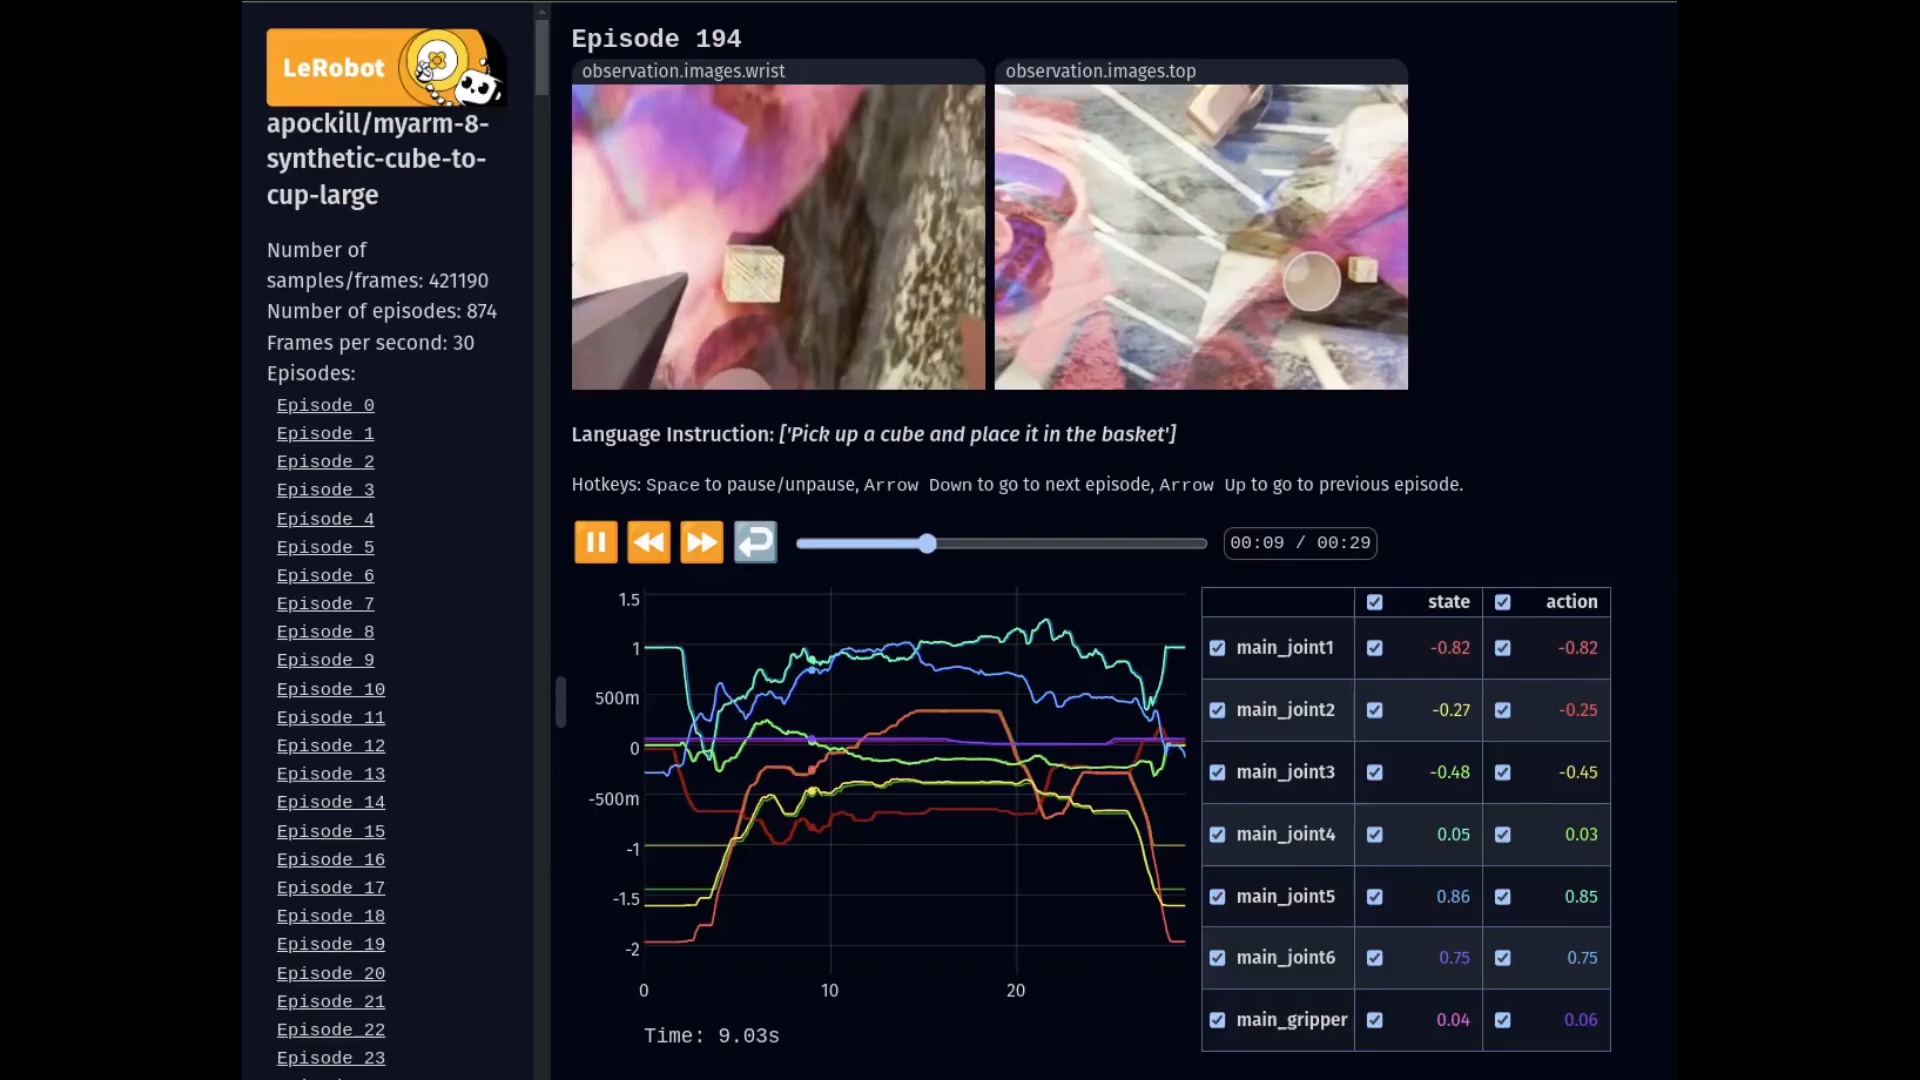 LeRobot
apockill/myarm-8-
synthetic-cube-to-
cup-large
Number of
samples/frames: 421190
Number of episodes: 874
Frames per second: 30
Episodes:
Episode 0
Episode 1
Episode 2
Episode 3
Episode 4
Episode 5
Episode 6
Episode 7
Episode 8
Episode 9
Episode 10
Episode 11
Episode 12
Episode 13
Episode 14
Episode 15
Episode 16
Episode 17
Episode 18
Episode 19
Episode 20
Episode 21
Episode 22
Episode 23
Episode 194
observation.images.wrist
observation.images.top
Language Instruction: ['Pick up a cube and place it in the basket']
Hotkeys: Space to pause/unpause, Arrow Down to go to next episode, Arrow Up to go to previous episode.
00:09 / 00:29
1.5
1
500m
0
-500m
-1
-1.5
-2
0 10 20
Time: 9.03s
state action
main_joint1 -0.82 -0.82
main_joint2 -0.27 -0.25
main_joint3 -0.48 -0.45
main_joint4 0.05 0.03
main_joint5 0.86 0.85
main_joint6 0.75 0.75
main_gripper 0.04 0.06